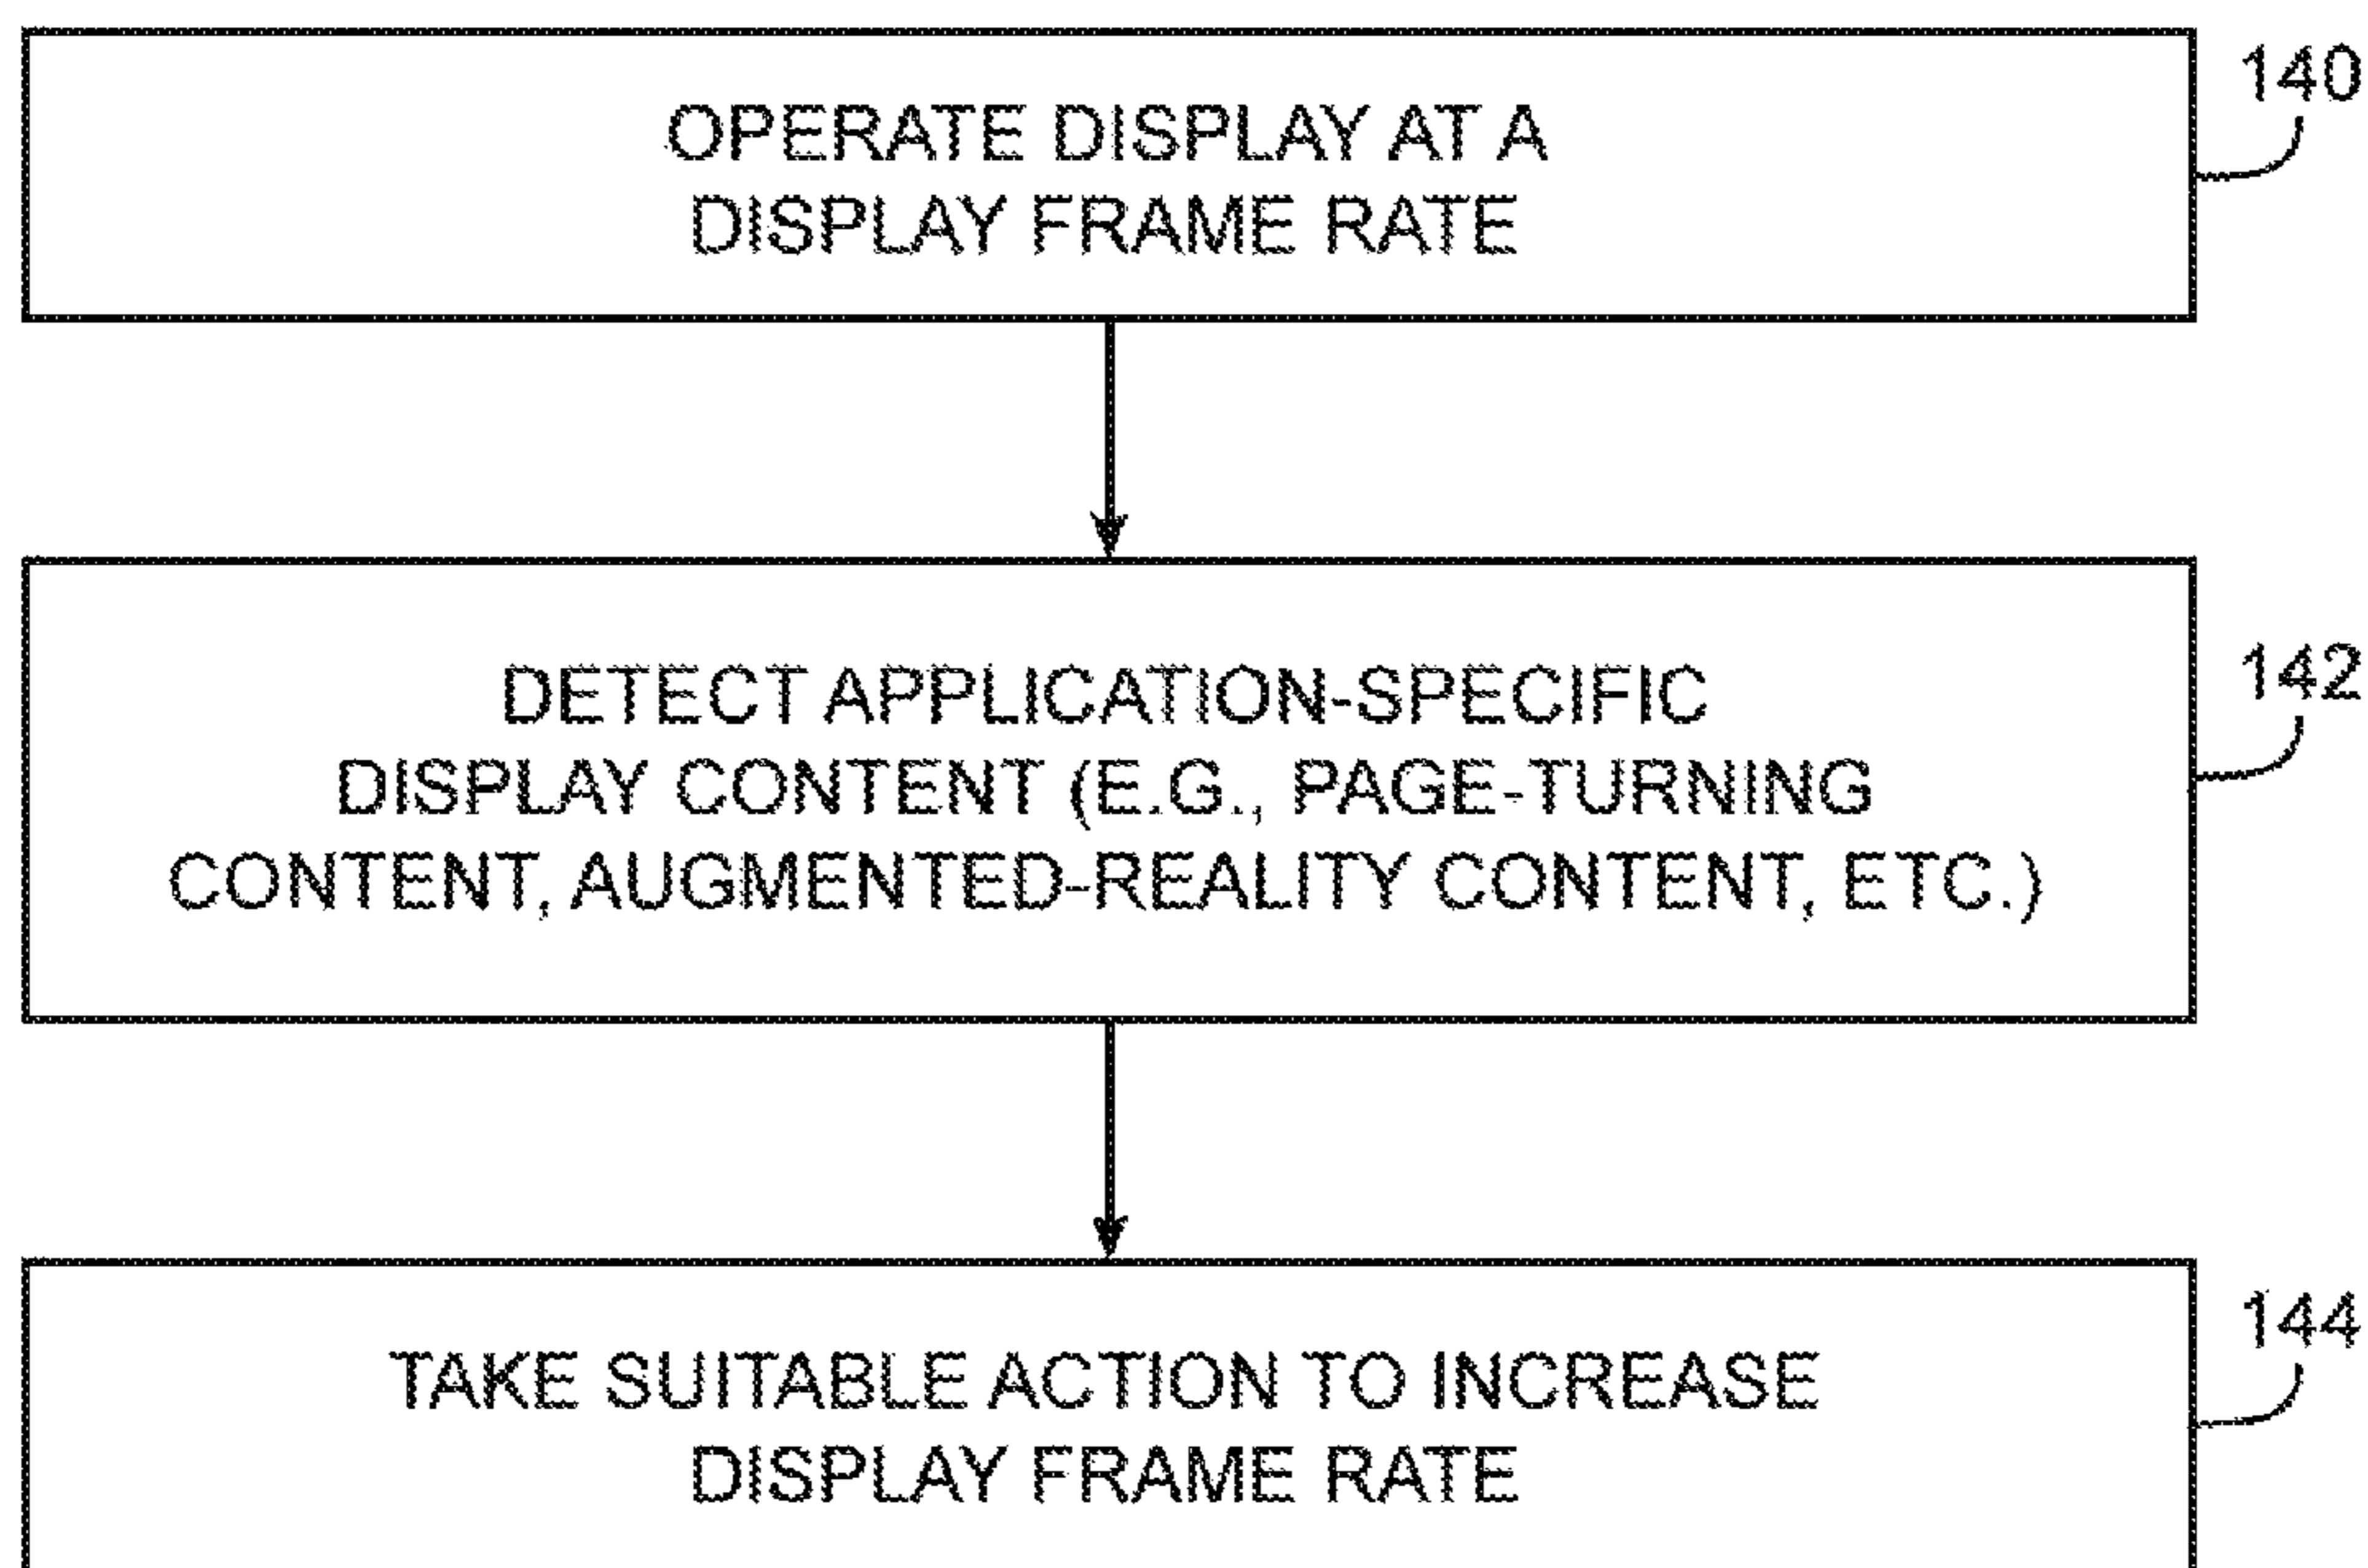 140
OPERATE DISPLAY AT A
DISPLAY FRAME RATE
142
DETECT APPLICATION-SPECIFIC
DISPLAY CONTENT (E.G., PAGE-TURNING
CONTENT, AUGMENTED-REALITY CONTENT, ETC.)
144
TAKE SUITABLE ACTION TO INCREASE
DISPLAY FRAME RATE